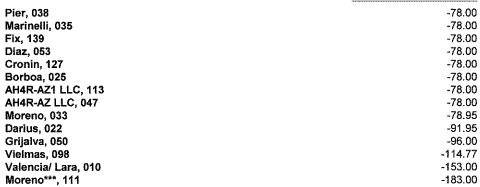 Pier, 038 -78.00
Marinelli, 035 -78.00
Fix, 139 -78.00
Diaz, 053 -78.00
Cronin, 127 -78.00
Borboa, 025 -78.00
AH4R-AZ1 LLC, 113 -78.00
AH4R-AZ LLC, 047 -78.00
Moreno, 033 -78.95
Darius, 022 -91.95
Grijalva, 050 -96.00
Vielmas, 098 -114.77
Valencia/ Lara, 010 -153.00
Moreno***, 111 -183.00